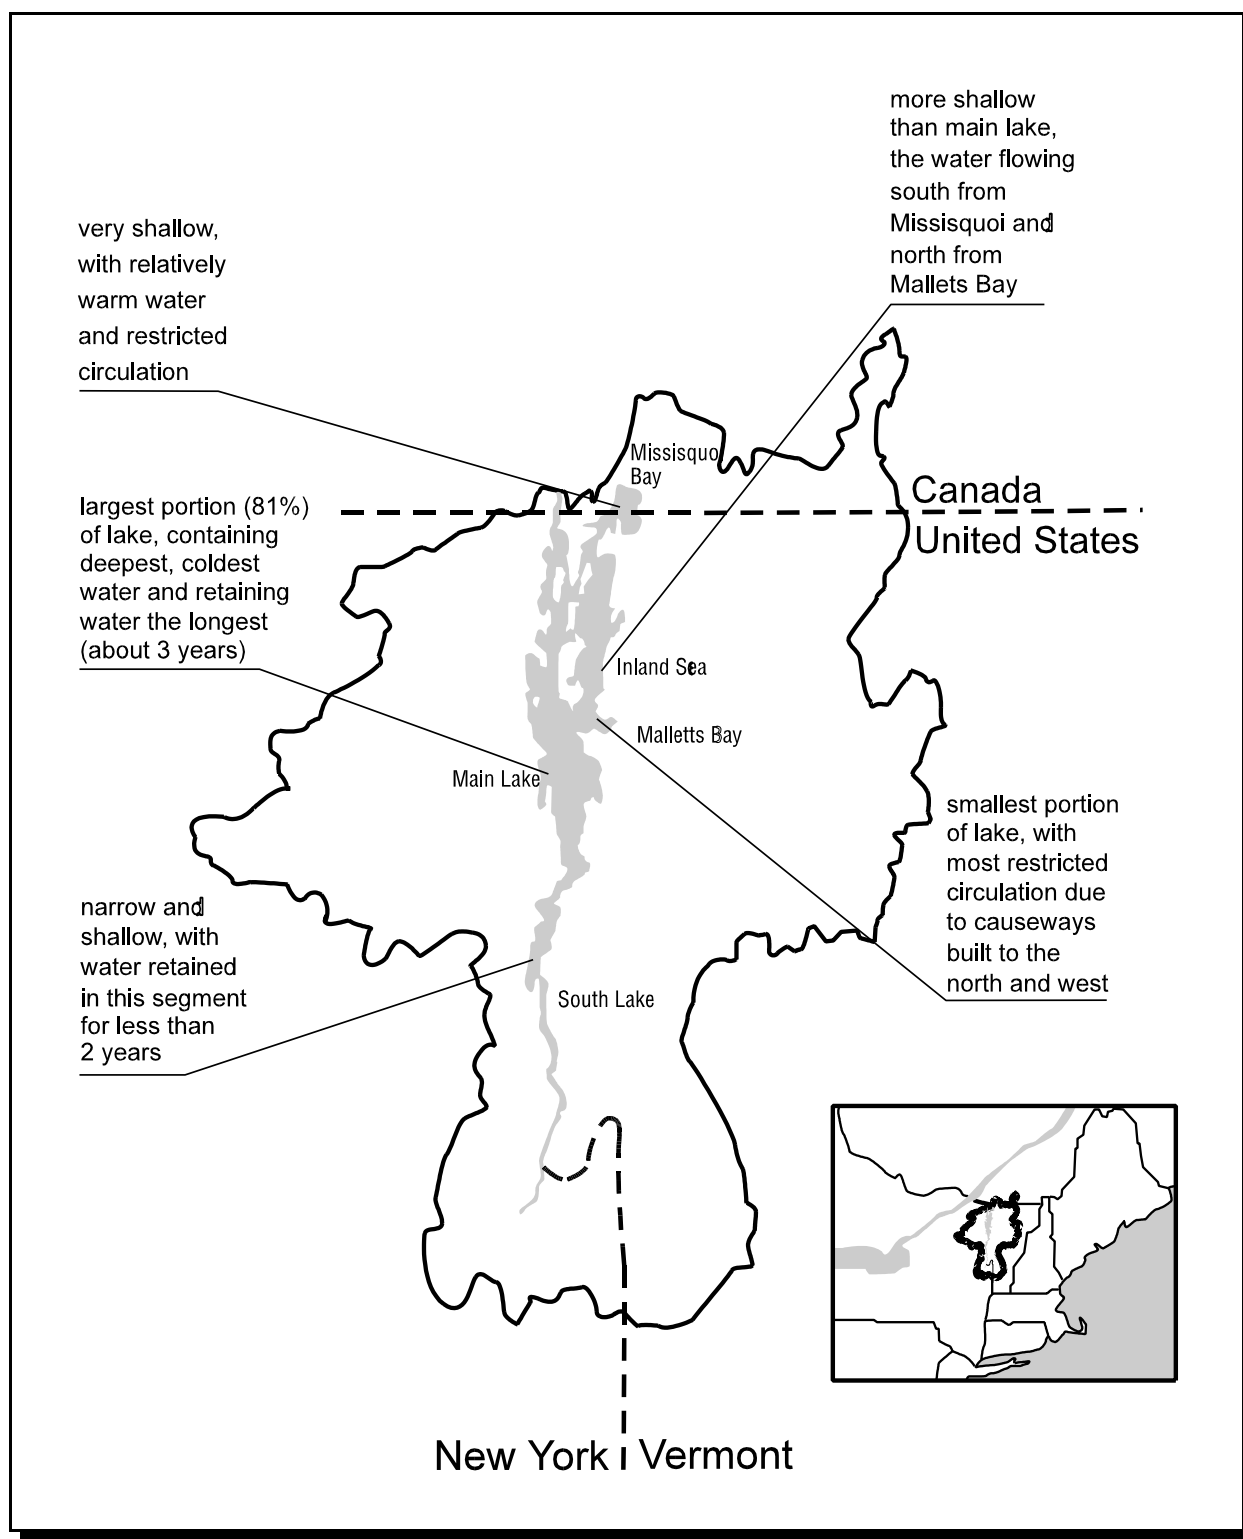 more shallow
than main lake,
the water flowing
south from
Missisquoi and
north from
Mallets Bay
very shallow,
with relatively
warm water
and restricted
circulation
Missisquo
Bay
largest portion (81%)
of lake, containing
deepest, coldest
water and retaining
water the longest
(about 3 years)
Canada
United States
Inland Sea
Malletts Bay
Main Lake
smallest portion
of lake, with
most restricted
circulation due
to causeways
built to the
north and west
narrow and
shallow, with
water retained
in this segment
for less than
2 years
South Lake
New York
Vermont